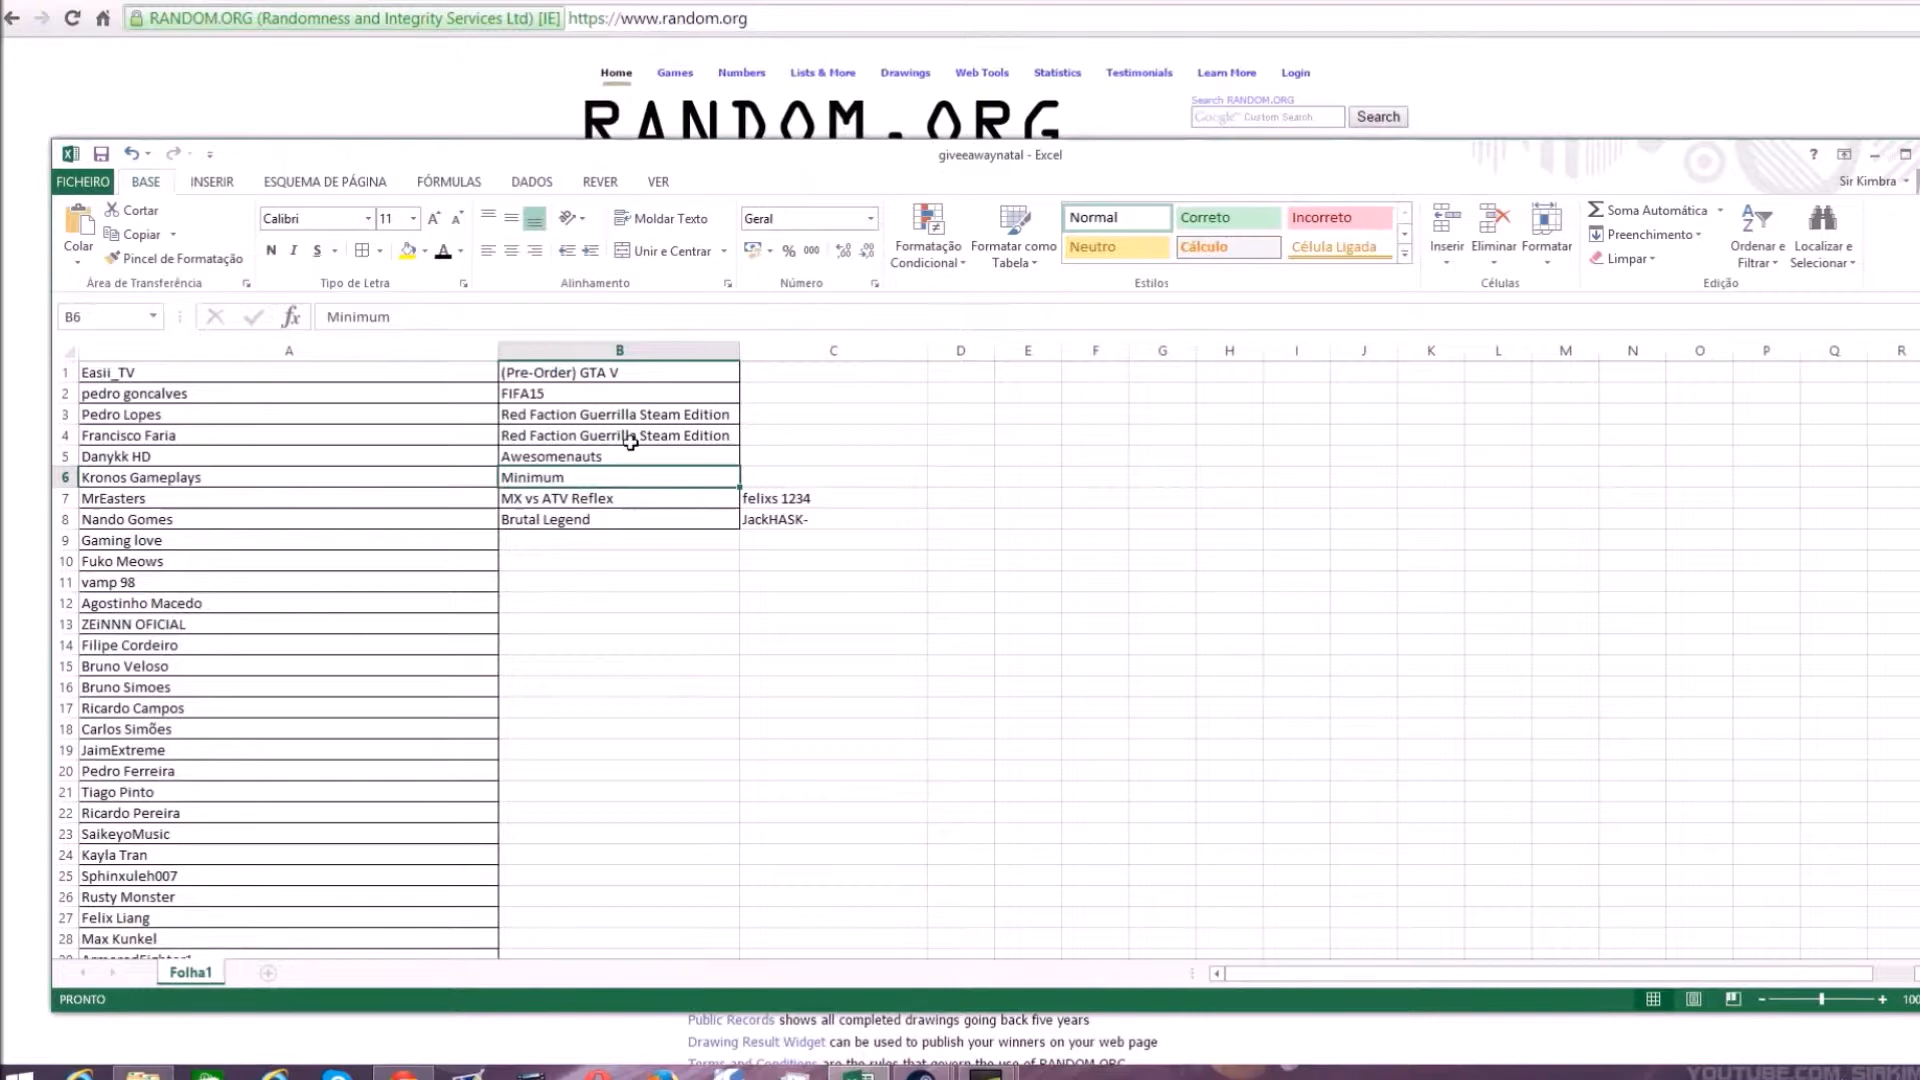 RANDOM.ORG (Randomness and Integrity Services Ltd) [IE] https://www.random.org
Home Games Numbers Lists & More Drawings Web Tools Statistics Testimonials Learn More Login
RANDOM.ORG
Search RANDOM.ORG
Google™ Custom Search Search
giveeawaynatal - Excel
?
FICHEIRO BASE INSERIR ESQUEMA DE PÁGINA FÓRMULAS DADOS REVER VER
Sir Kimbra
Colar
Cortar
Copiar
Pincel de Formatação
Área de Transferência
Calibri 11
N I S
Tipo de Letra
Moldar Texto
Unir e Centrar
Alinhamento
Geral
% 000
Número
Formatação Condicional
Formatar como Tabela
Normal Correto Incorreto
Neutro Cálculo Célula Ligada
Estilos
Inserir Eliminar Formatar
Células
Soma Automática
Preenchimento
Limpar
Ordenar e Filtrar
Localizar e Selecionar
Edição
B6 fx Minimum
A B C D E F G H I J K L M N O P Q R
1 Easii_TV (Pre-Order) GTA V
2 pedro goncalves FIFA15
3 Pedro Lopes Red Faction Guerrilla Steam Edition
4 Francisco Faria Red Faction Guerrilla Steam Edition
5 Danykk HD Awesomenauts
6 Kronos Gameplays Minimum
7 MrEasters MX vs ATV Reflex felixs 1234
8 Nando Gomes Brutal Legend JackHASK-
9 Gaming love
10 Fuko Meows
11 vamp 98
12 Agostinho Macedo
13 ZEiNNN OFICIAL
14 Filipe Cordeiro
15 Bruno Veloso
16 Bruno Simoes
17 Ricardo Campos
18 Carlos Simões
19 JaimExtreme
20 Pedro Ferreira
21 Tiago Pinto
22 Ricardo Pereira
23 SaikeyoMusic
24 Kayla Tran
25 Sphinxuleh007
26 Rusty Monster
27 Felix Liang
28 Max Kunkel
Folha1
PRONTO
100
Public Records shows all completed drawings going back five years
Drawing Result Widget can be used to publish your winners on your web page
Terms and Conditions are the rules that govern the use of RANDOM.ORG
YOUTUBE.COM